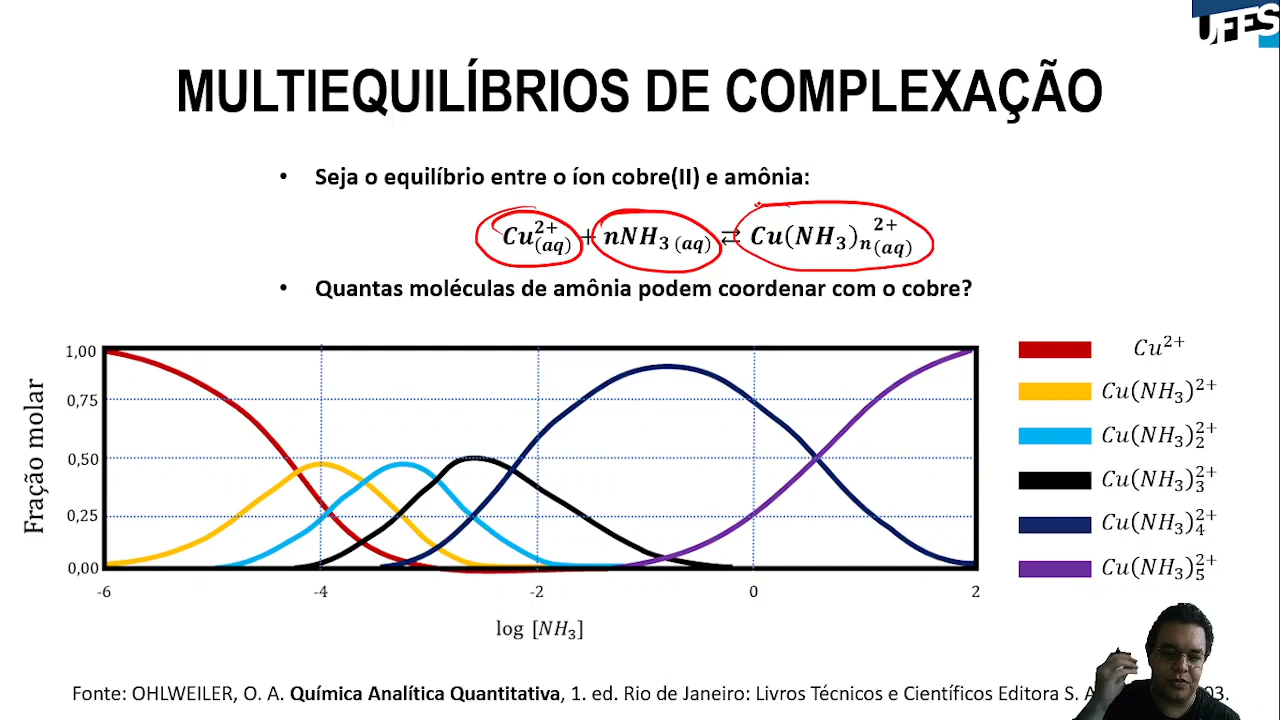 UFES
MULTIEQUILÍBRIOS DE COMPLEXAÇÃO
• Seja o equilíbrio entre o íon cobre(II) e amônia:
Cu²⁺(aq) + nNH₃ (aq) ⇄ Cu(NH₃)ₙ²⁺(aq)
• Quantas moléculas de amônia podem coordenar com o cobre?
Fração molar
1,00
0,75
0,50
0,25
0,00
-6 -4 -2 0 2
log [NH₃]
Cu²⁺
Cu(NH₃)²⁺
Cu(NH₃)₂²⁺
Cu(NH₃)₃²⁺
Cu(NH₃)₄²⁺
Cu(NH₃)₅²⁺
Fonte: OHLWEILER, O. A. Química Analítica Quantitativa, 1. ed. Rio de Janeiro: Livros Técnicos e Científicos Editora S. 03.